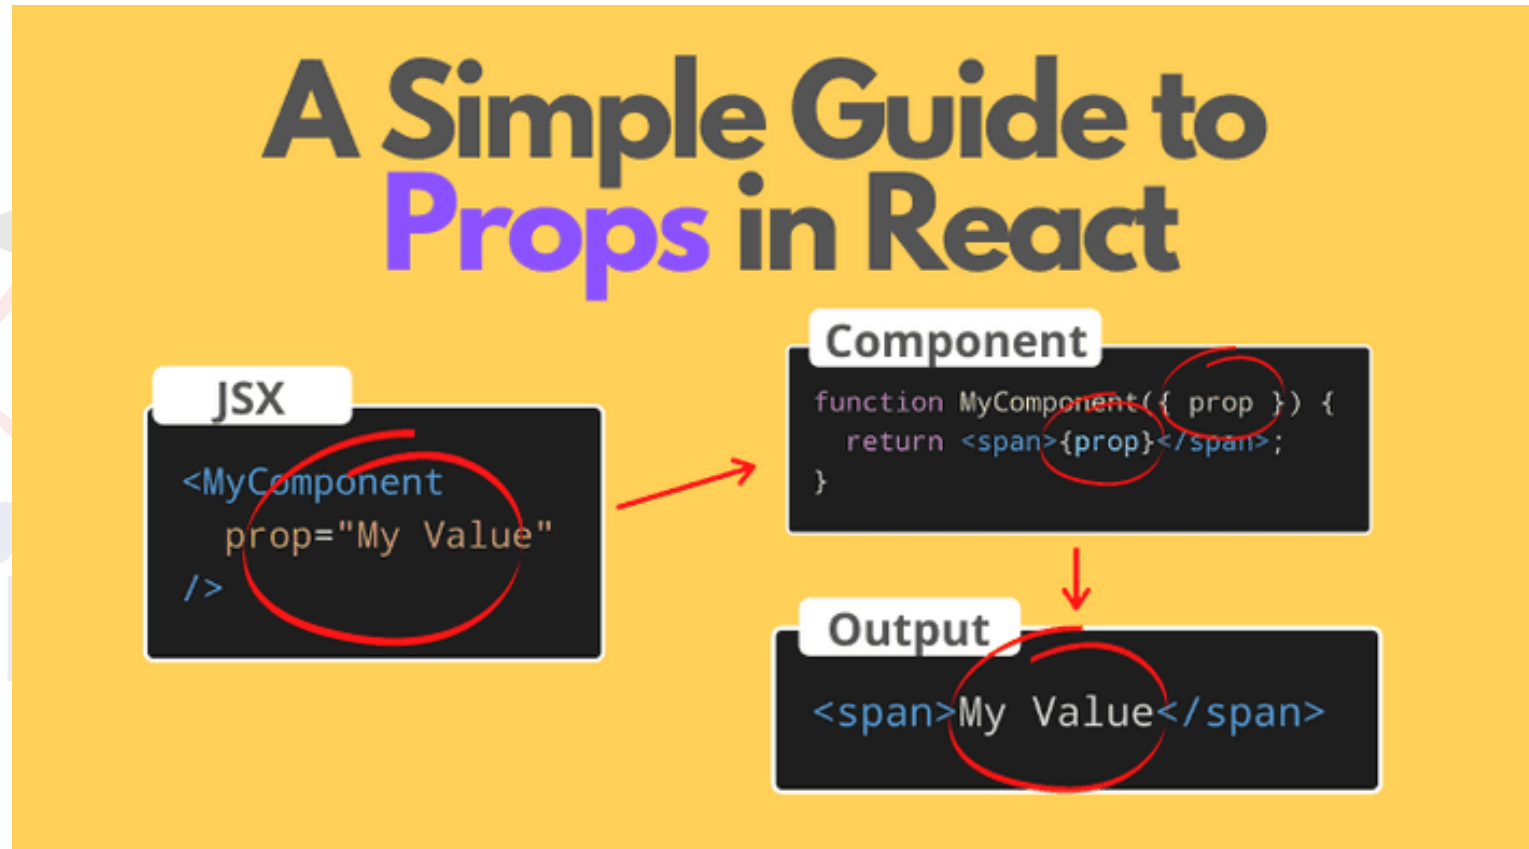 A Simple Guide to
Props in React
JSX
<MyComponent
prop="My Value"
/>
Component
function MyComponent({ prop }) {
return <span>{prop}</span>;
}
Output
<span>My Value</span>